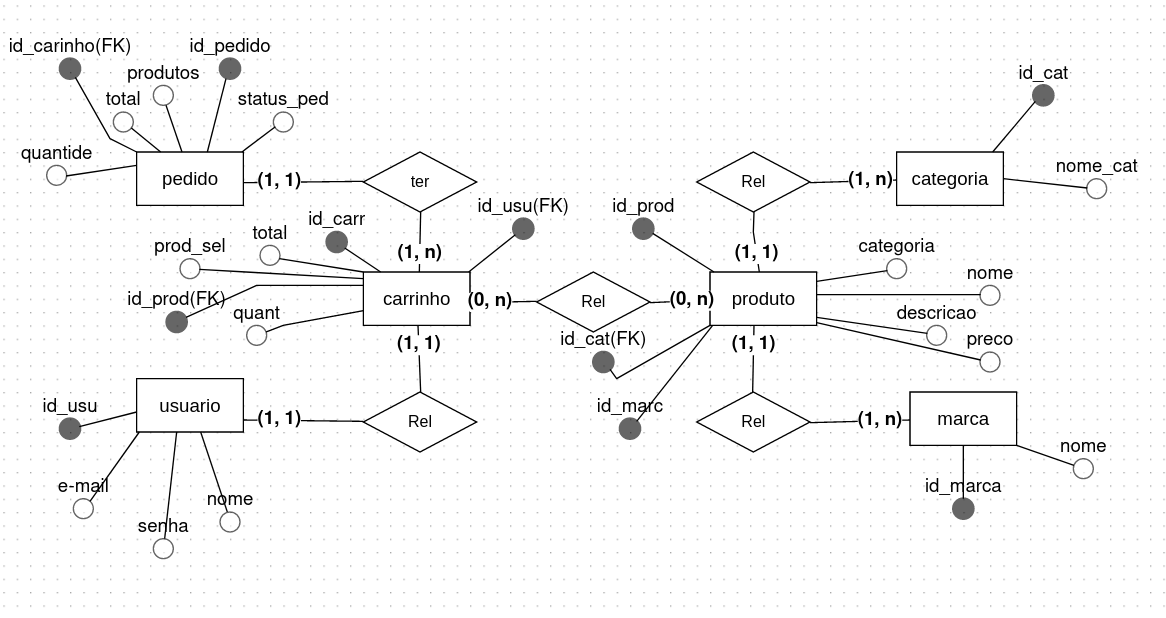 id_carinho(FK)
id_pedido
produtos
total
status_ped
quantide
pedido
(1, 1)
ter
id_usu(FK)
id_carr
total
prod_sel
(1, n)
id_prod(FK)
quant
carrinho
(0, n)
Rel
(0, n)
(1, 1)
id_usu
usuario
(1, 1)
Rel
e-mail
senha
nome
id_cat
nome_cat
categoria
(1, n)
Rel
(1, 1)
id_prod
categoria
nome
produto
descricao
preco
id_cat(FK)
id_marc
(1, 1)
Rel
(1, n)
marca
nome
id_marca